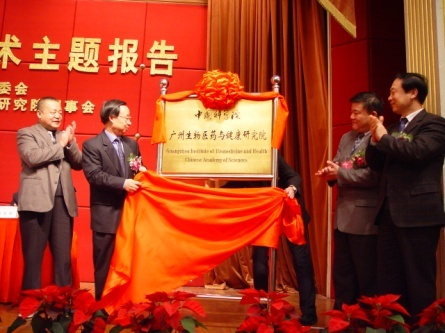 术主题报告
委会
研究院理事会
中国科学院
广州生物医药与健康研究院
Guangzhou Institute of Biomedicine and Health
Chinese Academy of Sciences